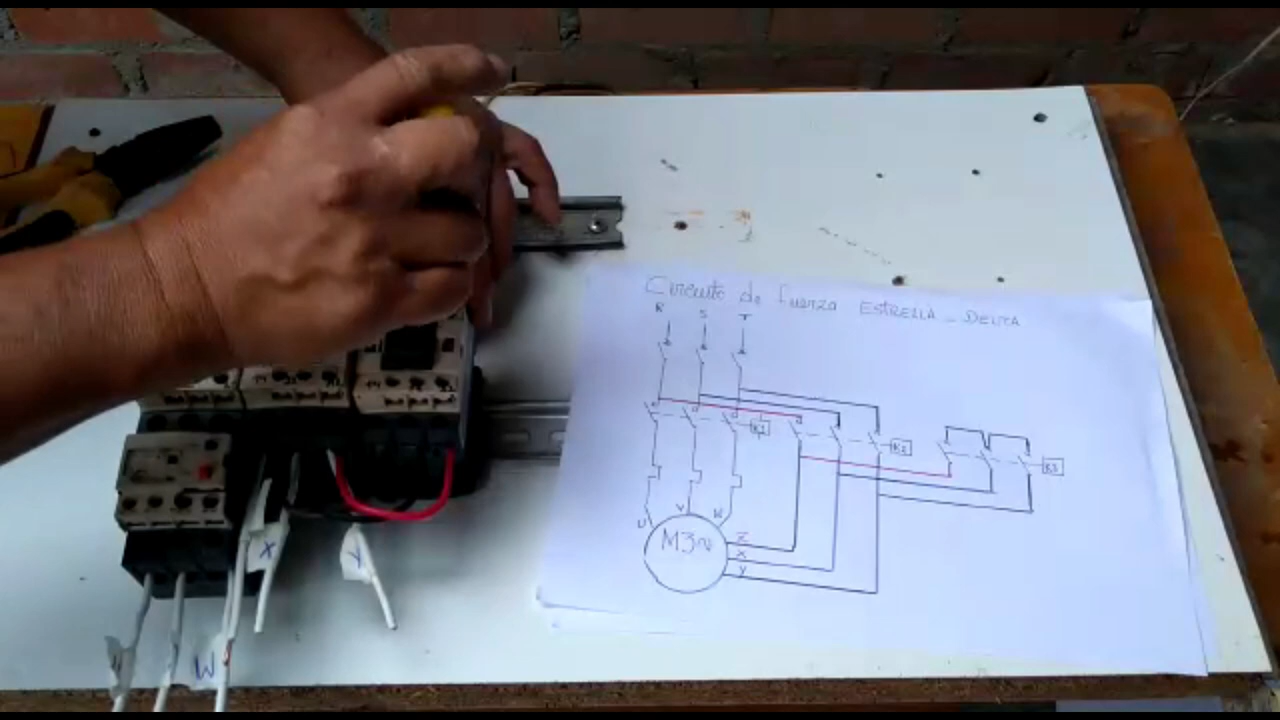 Circuito de fuerza ESTRELLA - DELTA
R S T
K1
K2
K3
U V W
M3~
Z
X
Y
X
Y
W